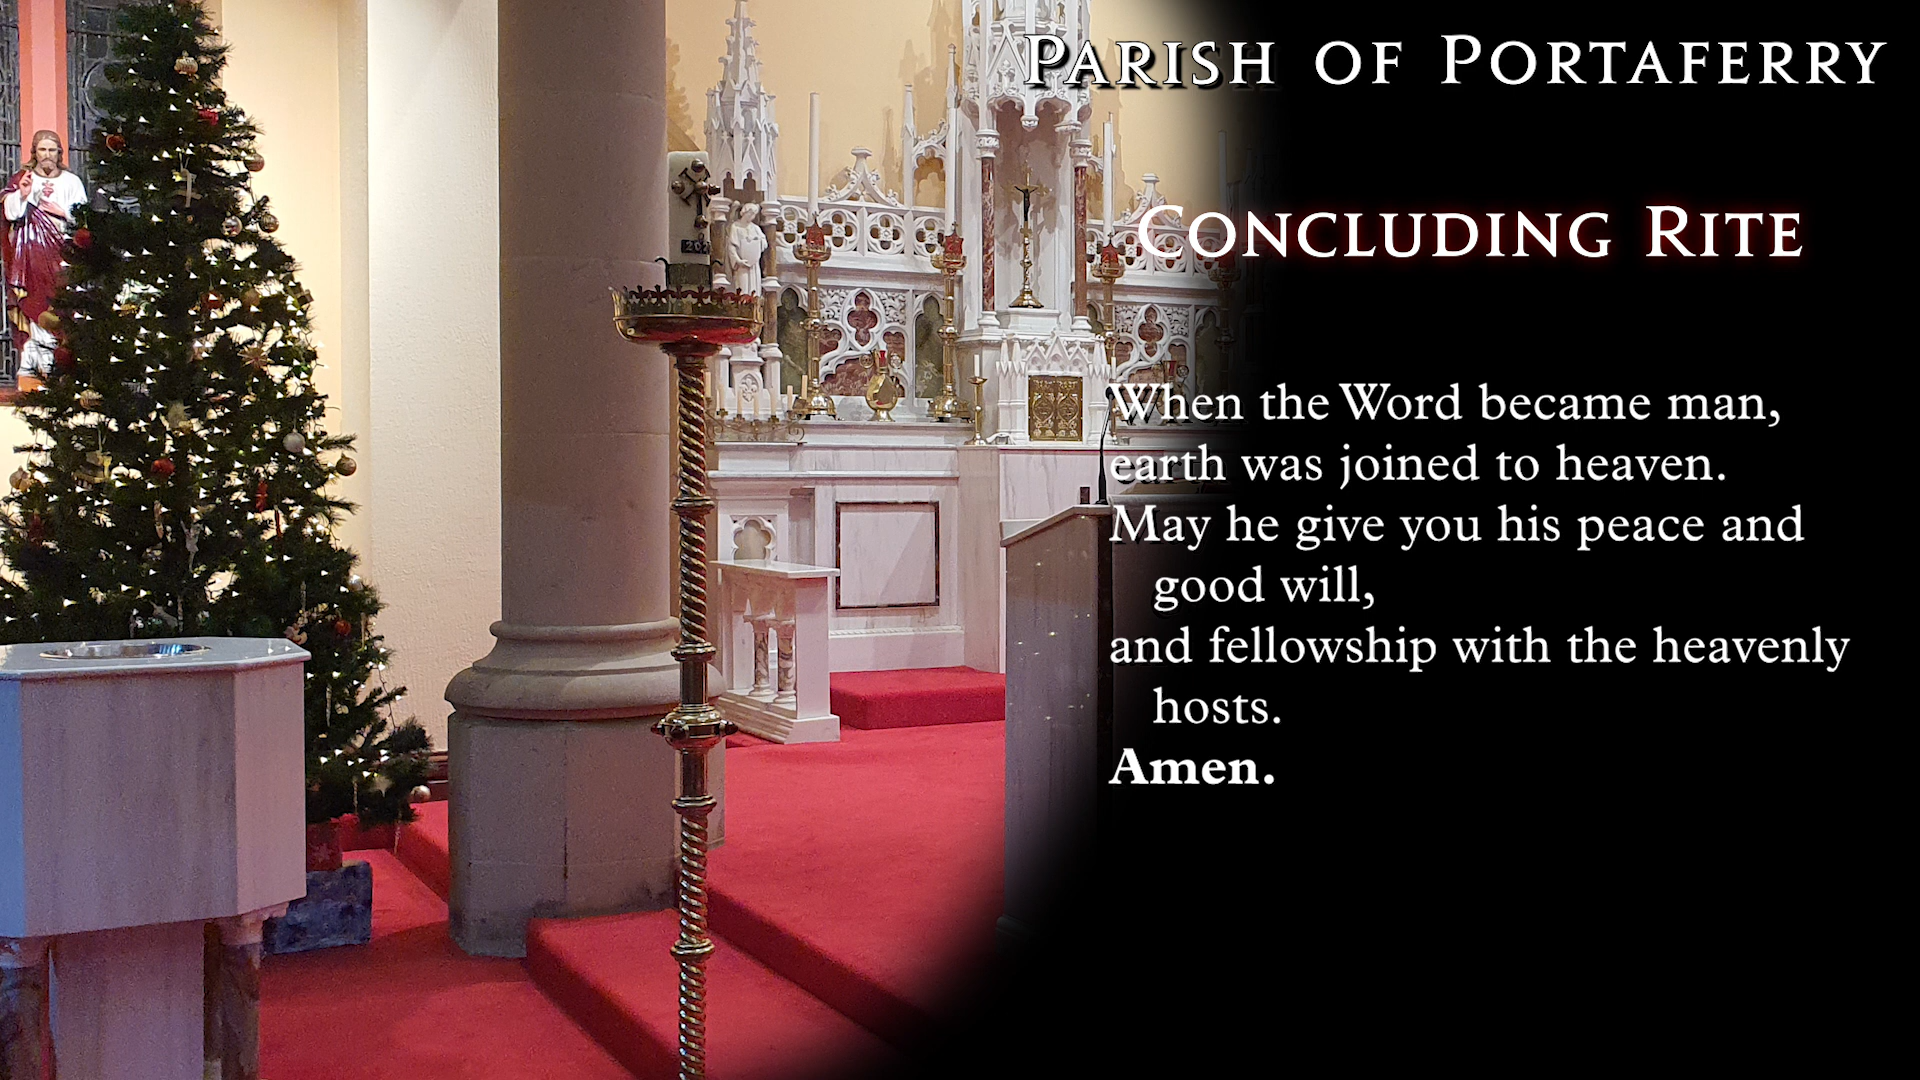 Parish of Portaferry
Concluding Rite
When the Word became man,
earth was joined to heaven.
May he give you his peace and
good will,
and fellowship with the heavenly
hosts.
Amen.